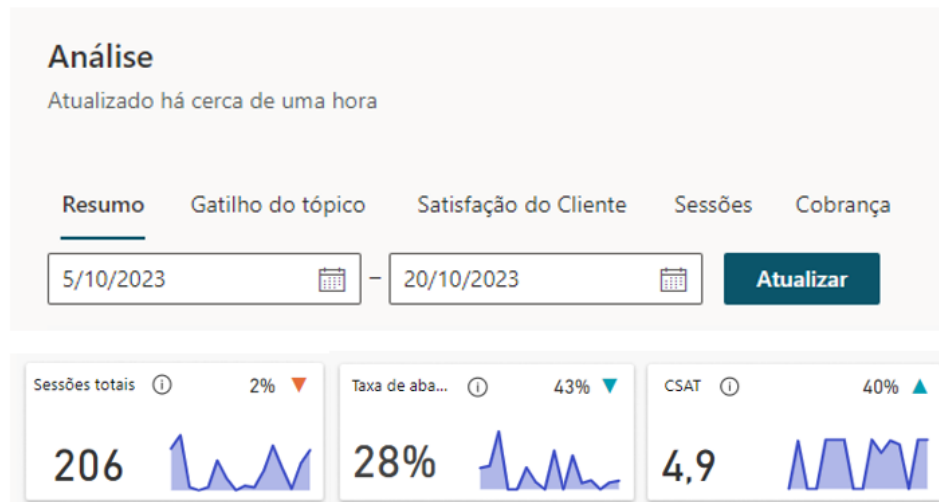 Análise
Atualizado há cerca de uma hora
Resumo Gatilho do tópico Satisfação do Cliente Sessões Cobrança
5/10/2023 – 20/10/2023 Atualizar
Sessões totais 2% Taxa de aba... 43% CSAT 40%
206 28% 4,9